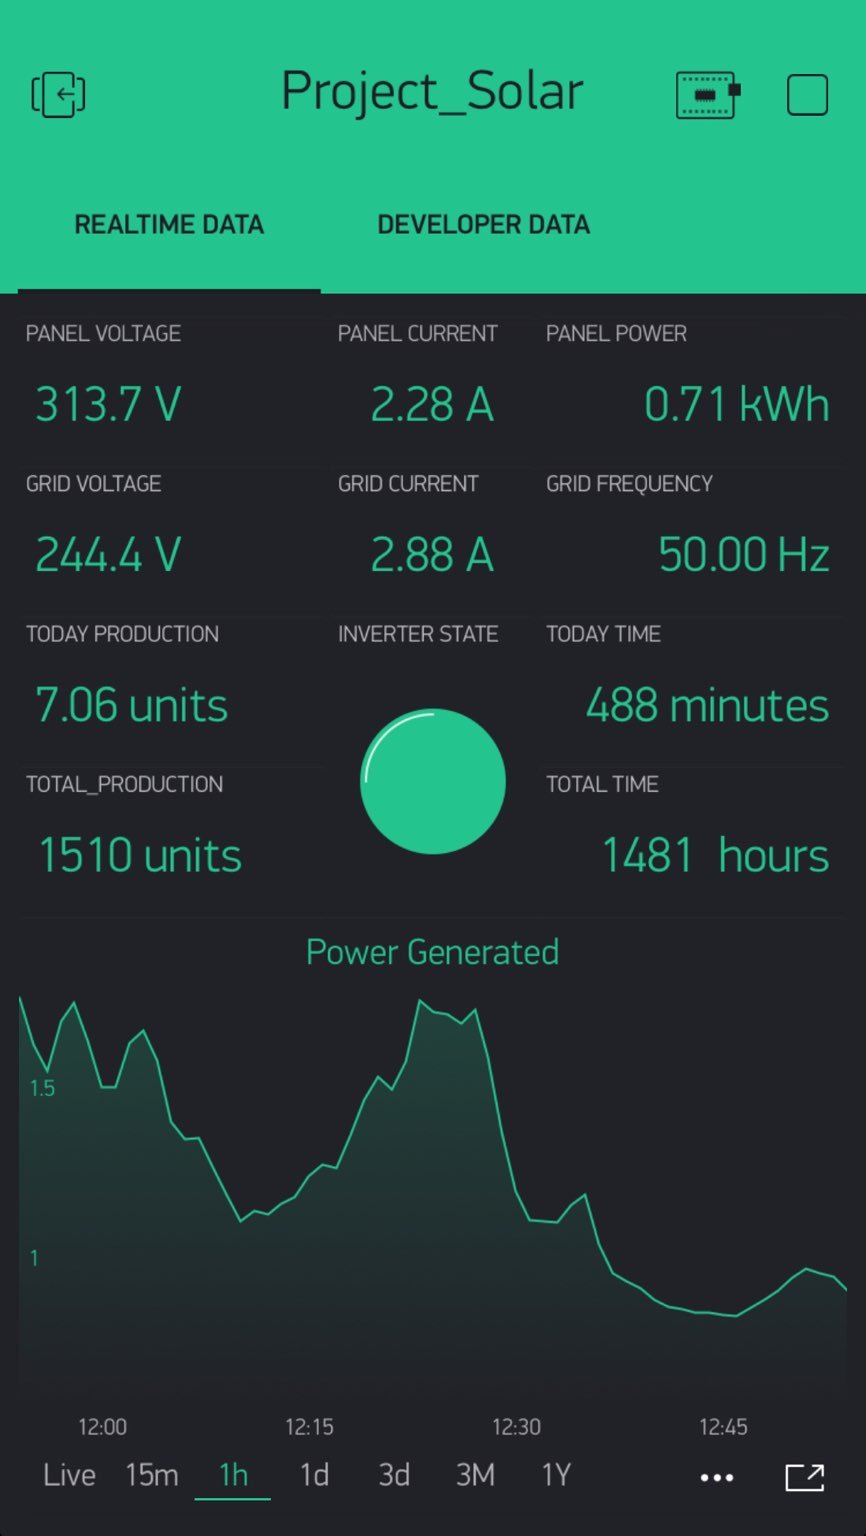 Project_Solar
REALTIME DATA DEVELOPER DATA
PANEL VOLTAGE PANEL CURRENT PANEL POWER
313.7 V 2.28 A 0.71 kWh
GRID VOLTAGE GRID CURRENT GRID FREQUENCY
244.4 V 2.88 A 50.00 Hz
TODAY PRODUCTION INVERTER STATE TODAY TIME
7.06 units 488 minutes
TOTAL_PRODUCTION TOTAL TIME
1510 units 1481 hours
Power Generated
1.5
1
12:00 12:15 12:30 12:45
Live 15m 1h 1d 3d 3M 1Y